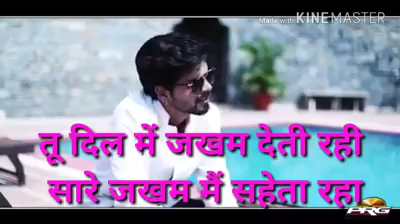 Made with KINEMASTER
तू दिल में जखम देती रही
सारे जखम मैं सहेता रहा
PRG